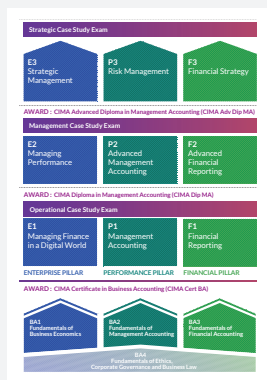 Strategic Case Study Exam
E3
Strategic
Management
P3
Risk Management
F3
Financial Strategy
AWARD : CIMA Advanced Diploma in Management Accounting (CIMA Adv Dip MA)
Management Case Study Exam
E2
Managing
Performance
P2
Advanced
Management
Accounting
F2
Advanced
Financial
Reporting
AWARD : CIMA Diploma in Management Accounting (CIMA Dip MA)
Operational Case Study Exam
E1
Managing Finance
in a Digital World
P1
Management
Accounting
F1
Financial
Reporting
ENTERPRISE PILLAR
PERFORMANCE PILLAR
FINANCIAL PILLAR
AWARD : CIMA Certificate in Business Accounting (CIMA Cert BA)
BA1
Fundamentals of
Business Economics
BA2
Fundamentals of
Management Accounting
BA3
Fundamentals of
Financial Accounting
BA4
Fundamentals of Ethics,
Corporate Governance and Business Law